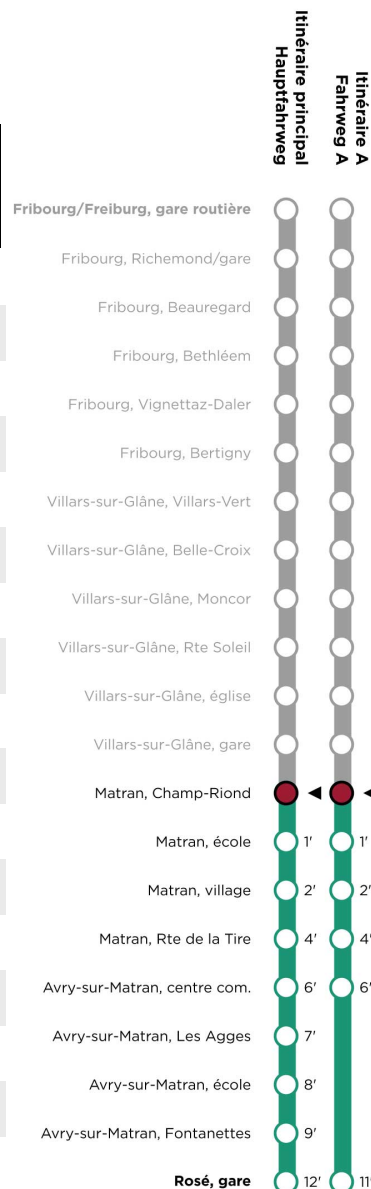 Itinéraire principal
Hauptfahrweg
Itinéraire A
Fahrweg A
Fribourg/Freiburg, gare routière
Fribourg, Richemond/gare
Fribourg, Beauregard
Fribourg, Bethléem
Fribourg, Vignettaz-Daler
Fribourg, Bertigny
Villars-sur-Glâne, Villars-Vert
Villars-sur-Glâne, Belle-Croix
Villars-sur-Glâne, Moncor
Villars-sur-Glâne, Rte Soleil
Villars-sur-Glâne, église
Villars-sur-Glâne, gare
Matran, Champ-Riond
Matran, école 1' 1'
Matran, village 2' 2'
Matran, Rte de la Tire 4' 4'
Avry-sur-Matran, centre com. 6' 6'
Avry-sur-Matran, Les Agges 7'
Avry-sur-Matran, école 8'
Avry-sur-Matran, Fontanettes 9'
Rosé, gare 12' 11'